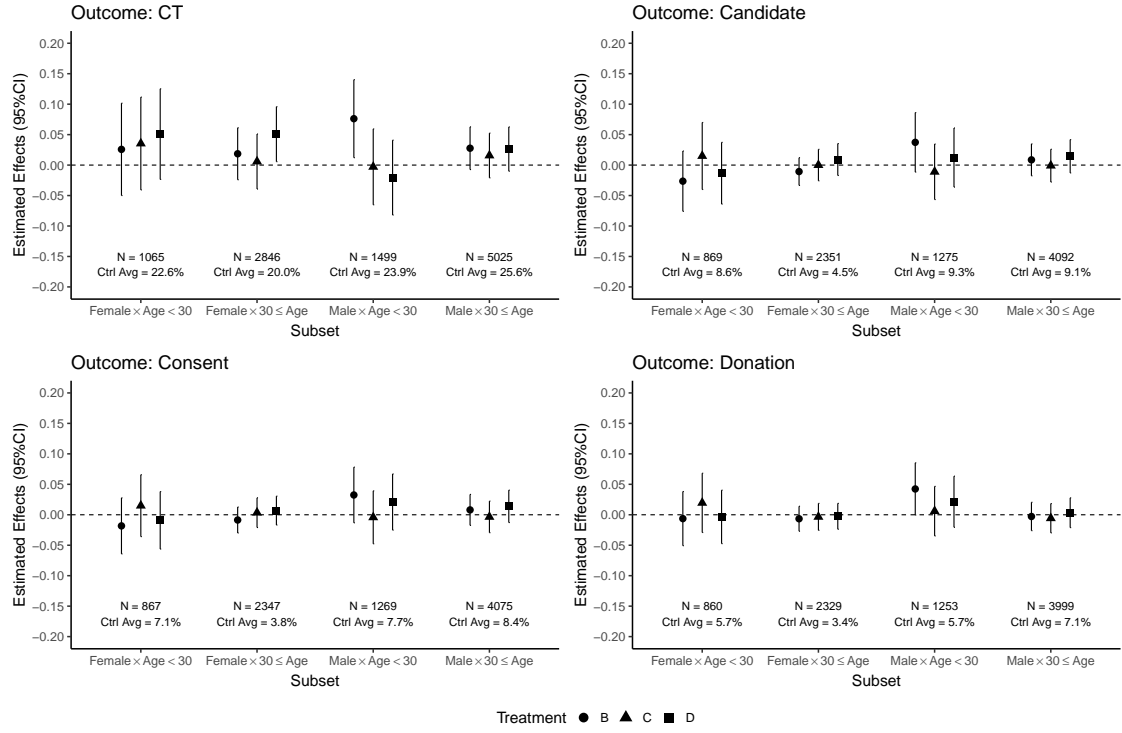 Outcome: CT
Estimated Effects (95%CI)
0.20
0.15
0.10
0.05
0.00
−0.05
−0.10
−0.15
−0.20
N = 1065
Ctrl Avg = 22.6%
N = 2846
Ctrl Avg = 20.0%
N = 1499
Ctrl Avg = 23.9%
N = 5025
Ctrl Avg = 25.6%
Female × Age < 30
Female × 30 ≤ Age
Male × Age < 30
Male × 30 ≤ Age
Subset
Outcome: Candidate
Estimated Effects (95%CI)
0.20
0.15
0.10
0.05
0.00
−0.05
−0.10
−0.15
−0.20
N = 869
Ctrl Avg = 8.6%
N = 2351
Ctrl Avg = 4.5%
N = 1275
Ctrl Avg = 9.3%
N = 4092
Ctrl Avg = 9.1%
Female × Age < 30
Female × 30 ≤ Age
Male × Age < 30
Male × 30 ≤ Age
Subset
Outcome: Consent
Estimated Effects (95%CI)
0.20
0.15
0.10
0.05
0.00
−0.05
−0.10
−0.15
−0.20
N = 867
Ctrl Avg = 7.1%
N = 2347
Ctrl Avg = 3.8%
N = 1269
Ctrl Avg = 7.7%
N = 4075
Ctrl Avg = 8.4%
Female × Age < 30
Female × 30 ≤ Age
Male × Age < 30
Male × 30 ≤ Age
Subset
Outcome: Donation
Estimated Effects (95%CI)
0.20
0.15
0.10
0.05
0.00
−0.05
−0.10
−0.15
−0.20
N = 860
Ctrl Avg = 5.7%
N = 2329
Ctrl Avg = 3.4%
N = 1253
Ctrl Avg = 5.7%
N = 3999
Ctrl Avg = 7.1%
Female × Age < 30
Female × 30 ≤ Age
Male × Age < 30
Male × 30 ≤ Age
Subset
Treatment B C D